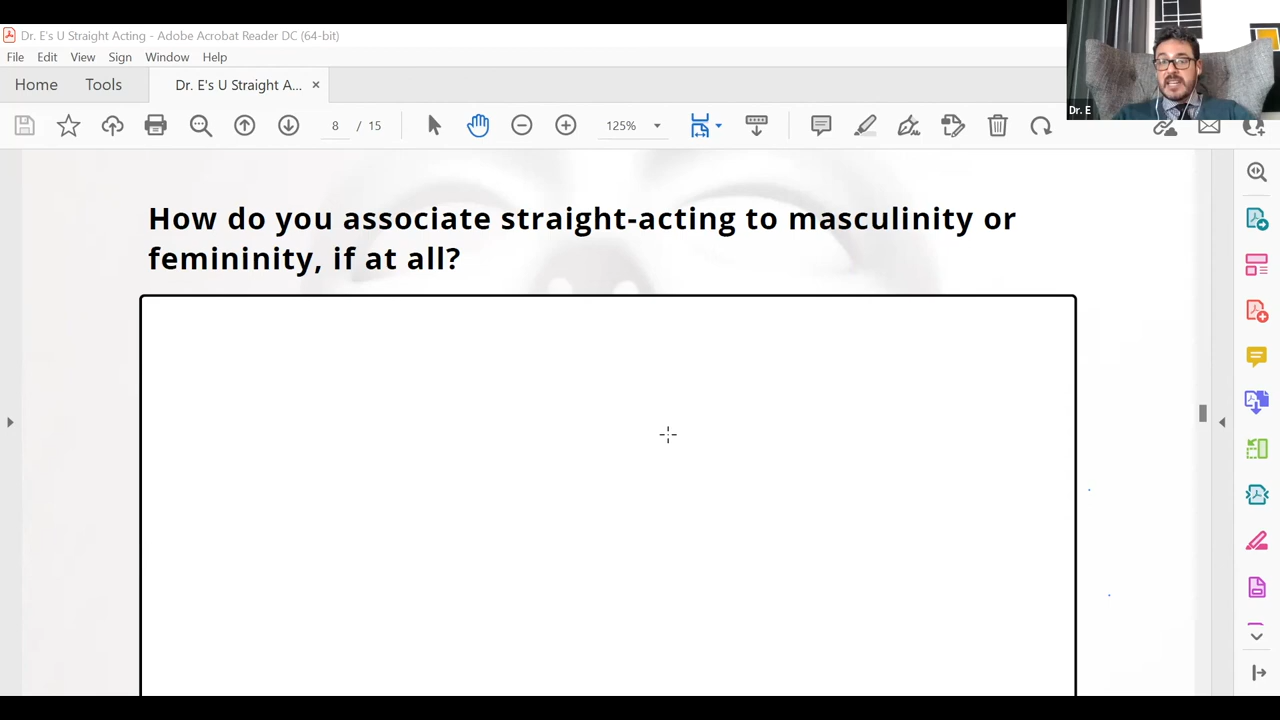 Dr. E's U Straight Acting - Adobe Acrobat Reader DC (64-bit)
File Edit View Sign Window Help
Home Tools Dr. E's U Straight A... ×
8 / 15 125%
Dr. E
How do you associate straight-acting to masculinity or
femininity, if at all?